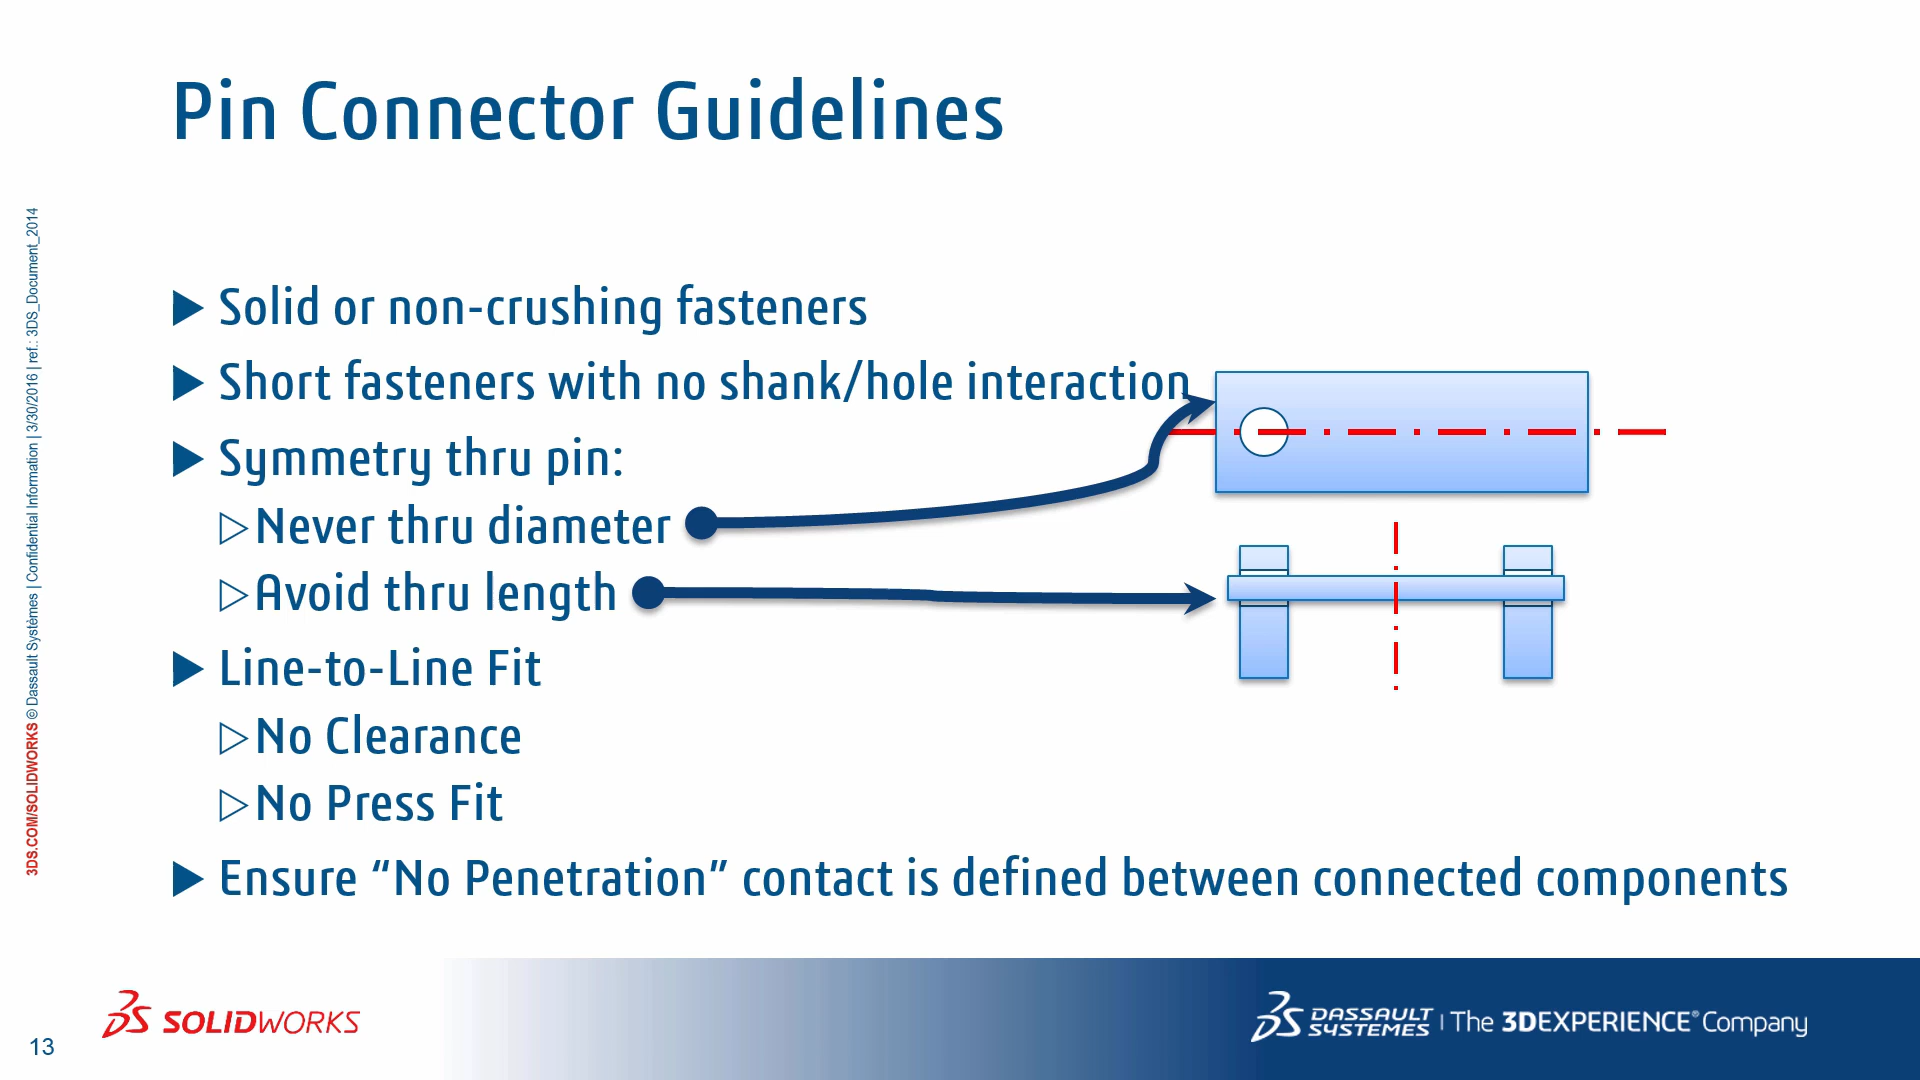 Pin Connector Guidelines
Solid or non-crushing fasteners
Short fasteners with no shank/hole interaction
Symmetry thru pin:
Never thru diameter
Avoid thru length
Line-to-Line Fit
No Clearance
No Press Fit
Ensure “No Penetration” contact is defined between connected components
3DS.COM/SOLIDWORKS © Dassault Systèmes | Confidential Information | 3/30/2016 | ref.: 3DS_Document_2014
13
SOLIDWORKS
DASSAULT SYSTEMES | The 3DEXPERIENCE® Company